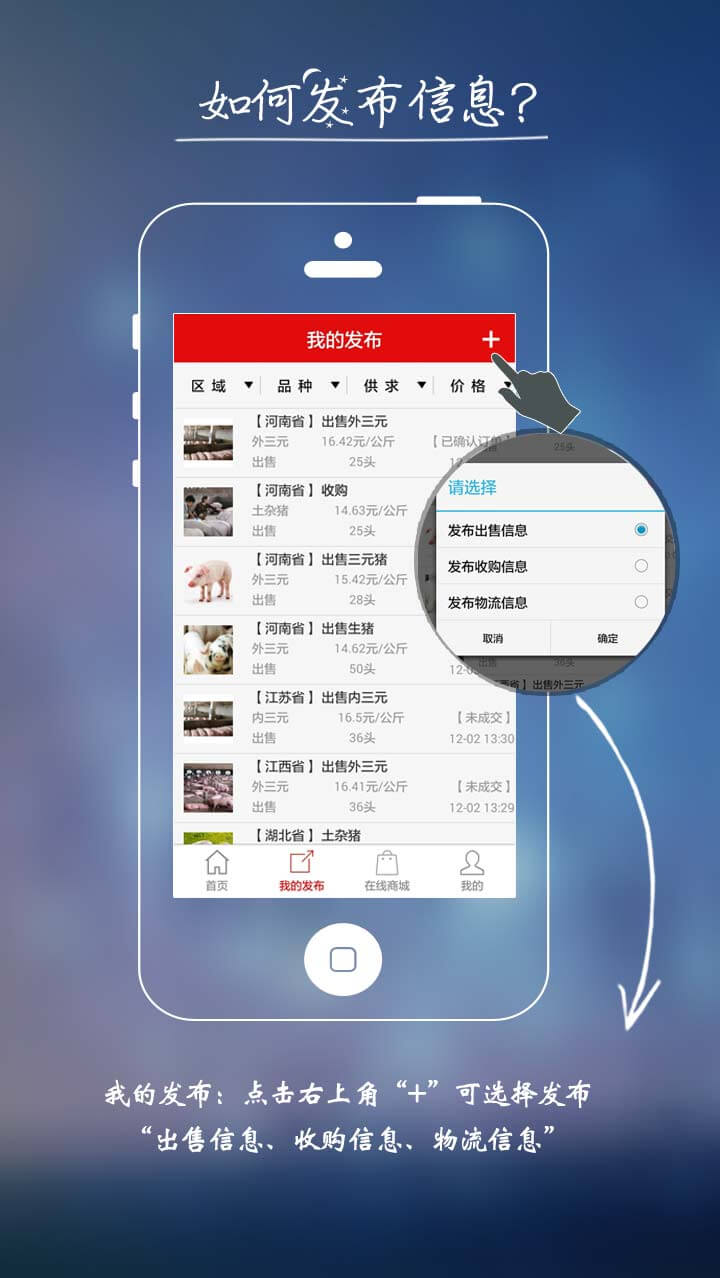 如何发布信息?
我的发布 +
区域 品种 供求 价格
【河南省】出售外三元
外三元 16.42元/公斤 【已确认订单】
出售 25头
25头
【河南省】收购
土杂猪 14.63元/公斤
出售 25头
【河南省】出售三元猪
外三元 15.42元/公斤
出售 28头
【河南省】出售生猪
外三元 14.62元/公斤
出售 50头
请选择
发布出售信息
发布收购信息
发布物流信息
取消 确定
出售 36头
出售外三元
【江苏省】出售内三元
内三元 16.5元/公斤 【未成交】
出售 36头 12-02 13:30
【江西省】出售外三元
外三元 16.41元/公斤 【未成交】
出售 36头 12-02 13:29
【湖北省】土杂猪
首页 我的发布 在线商城 我的
我的发布：点击右上角“+”可选择发布
“出售信息、收购信息、物流信息”